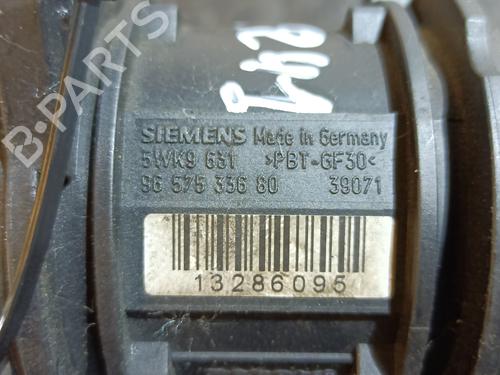 B-PARTS
SIEMENS Made in Germany
5WK9 631 >PBT-GF30<
96 575 336 80 39071
13286095